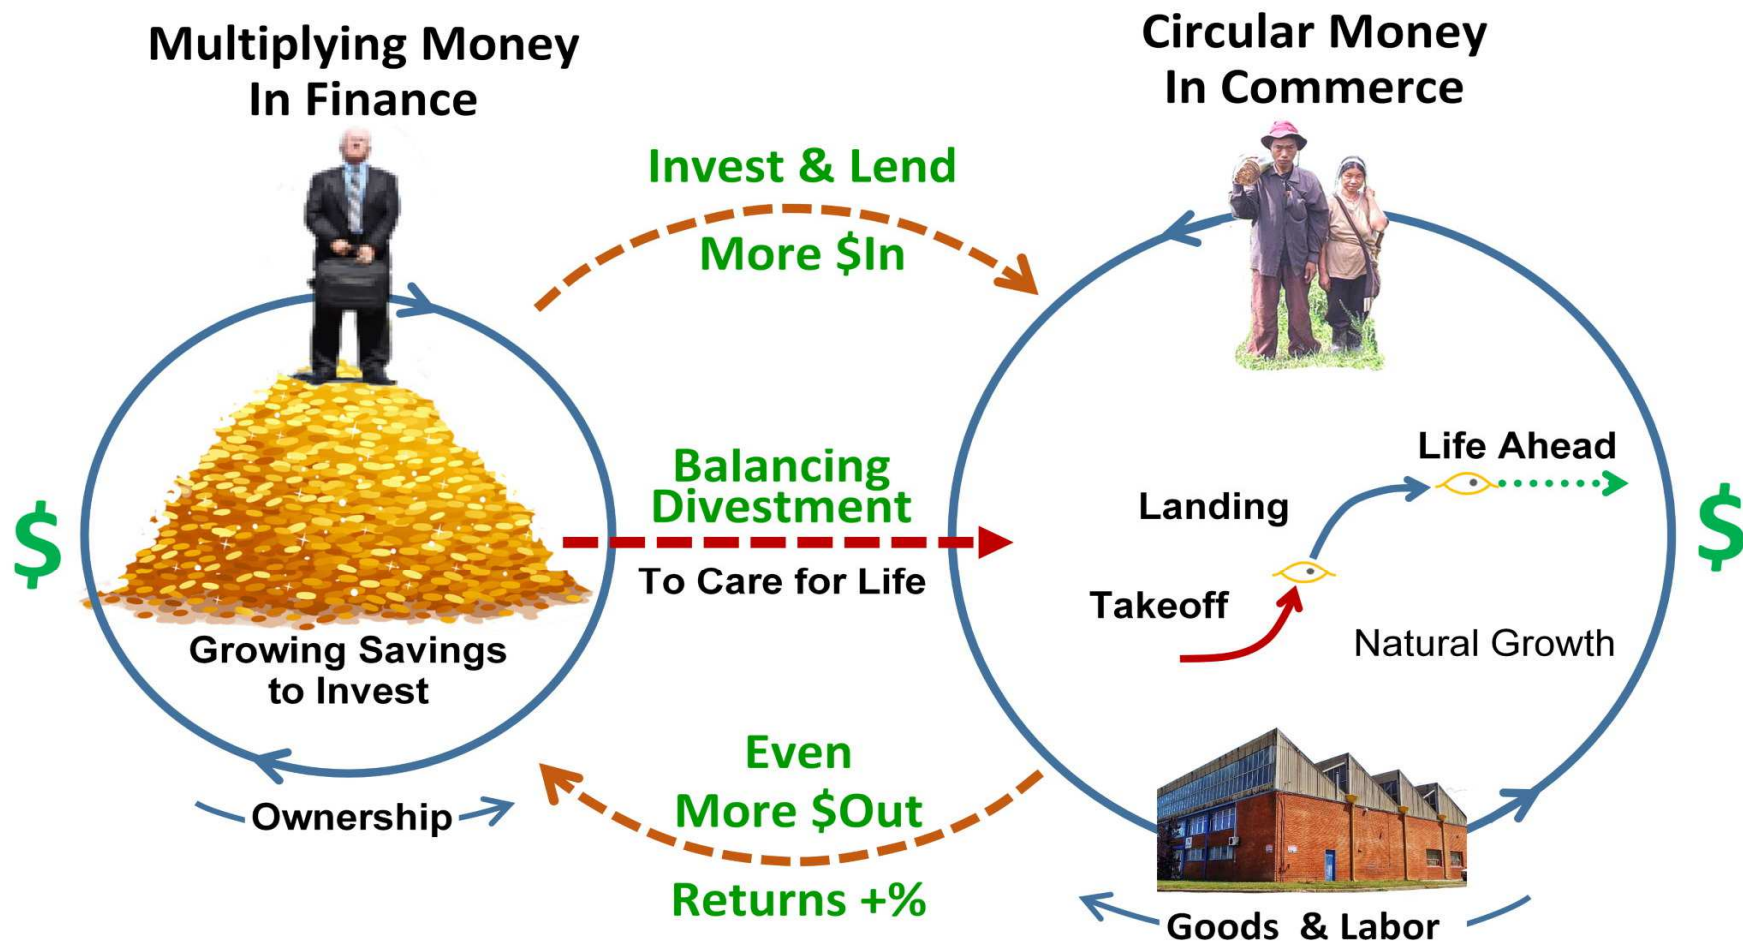 Multiplying Money
In Finance
Circular Money
In Commerce
Invest & Lend
More $In
Balancing
Divestment
To Care for Life
$
Growing Savings
to Invest
Ownership
Even
More $Out
Returns +%
Life Ahead
Landing
Takeoff
Natural Growth
$
Goods & Labor